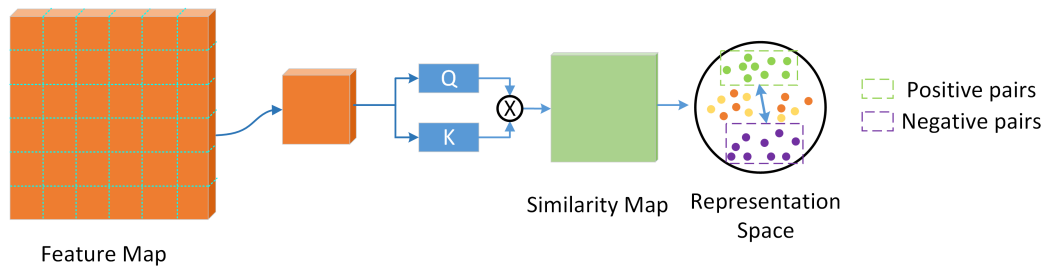 Feature Map
Q
K
X
Similarity Map
Representation
Space
Positive pairs
Negative pairs